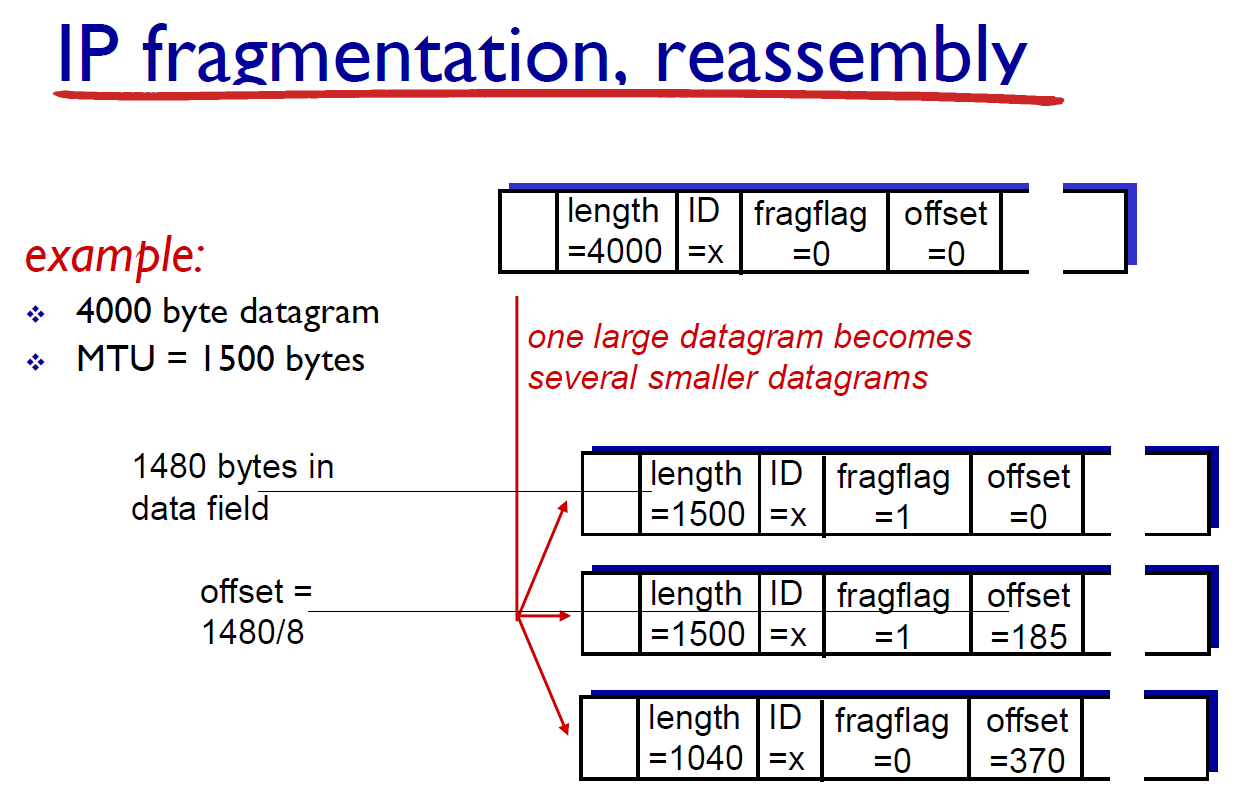 IP fragmentation, reassembly
length ID fragflag offset
=4000 =x =0 =0
example:
❖ 4000 byte datagram
❖ MTU = 1500 bytes
one large datagram becomes
several smaller datagrams
1480 bytes in
data field
length ID fragflag offset
=1500 =x =1 =0
offset =
1480/8
length ID fragflag offset
=1500 =x =1 =185
length ID fragflag offset
=1040 =x =0 =370